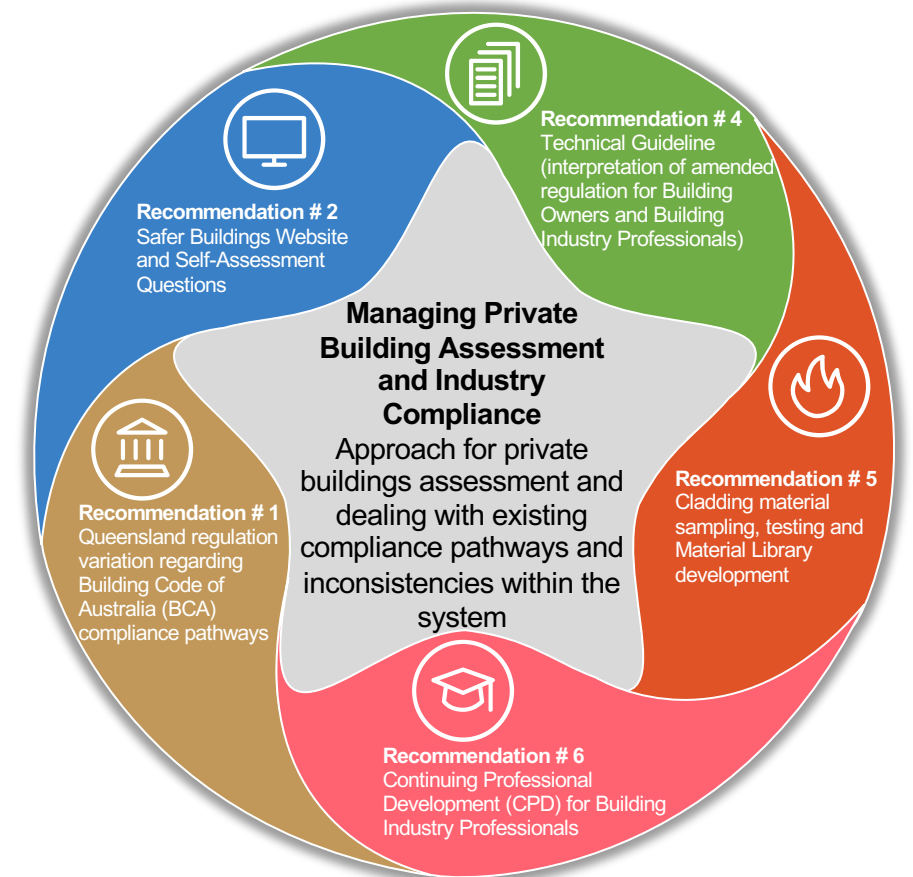 Recommendation # 4
Technical Guideline
(interpretation of amended
regulation for Building
Owners and Building
Industry Professionals)
Recommendation # 2
Safer Buildings Website
and Self-Assessment
Questions
Managing Private
Building Assessment
and Industry
Compliance
Approach for private
buildings assessment and
dealing with existing
compliance pathways and
inconsistencies within the
system
Recommendation # 5
Cladding material
sampling, testing and
Material Library
development
Recommendation # 1
Queensland regulation
variation regarding
Building Code of
Australia (BCA)
compliance pathways
Recommendation # 6
Continuing Professional
Development (CPD) for Building
Industry Professionals